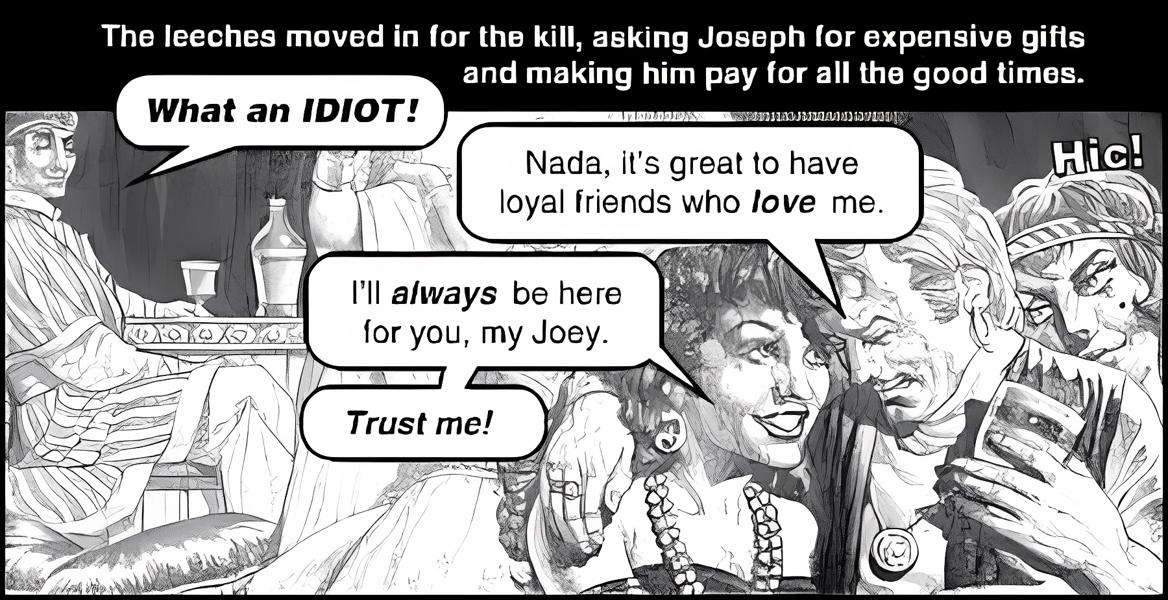 The leeches moved in for the kill, asking Joseph for expensive gifts
and making him pay for all the good times.
What an IDIOT!
Nada, it's great to have
loyal friends who love me.
Hic!
I'll always be here
for you, my Joey.
Trust me!